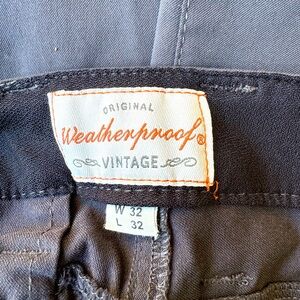 ORIGINAL
Weatherproof®
VINTAGE
W 32
L 32